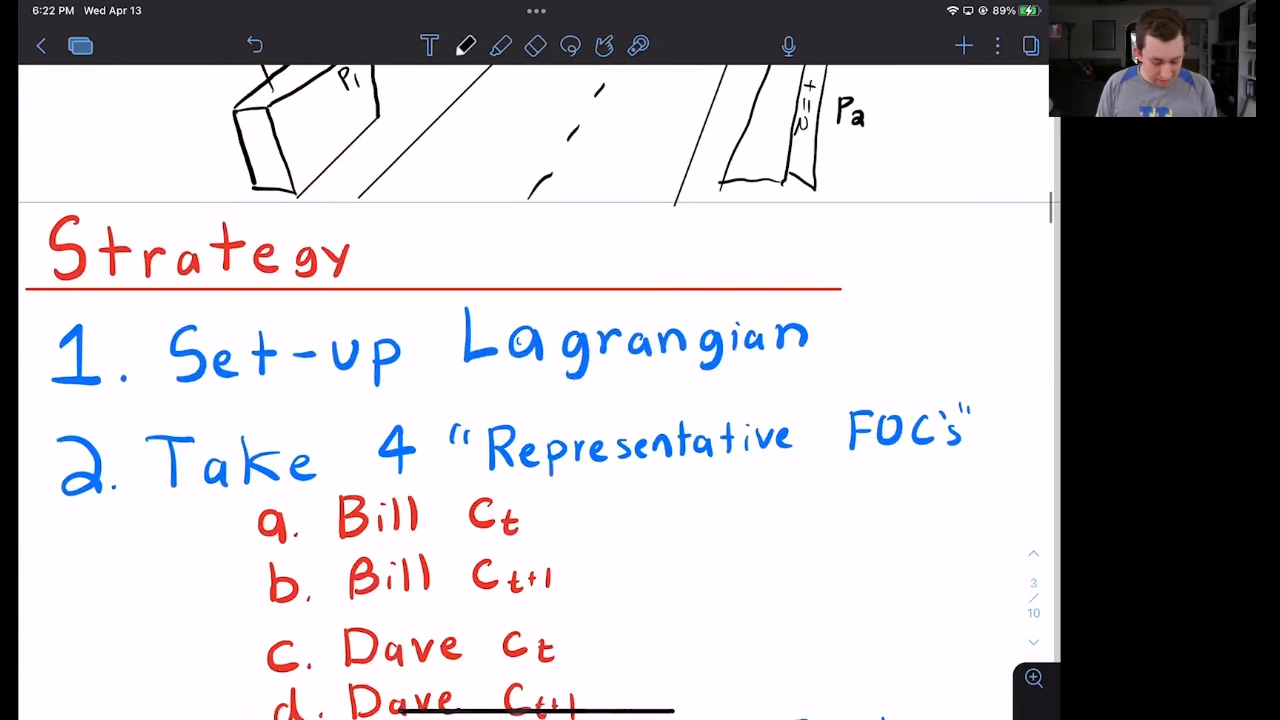 6:22 PM Wed Apr 13
89%
P1
t=2
P2
Strategy
1. Set-up Lagrangian
2. Take 4 "Representative FOC's"
a. Bill Ct
b. Bill Ct+1
c. Dave Ct
d. Dave Ct+1
3
/
10